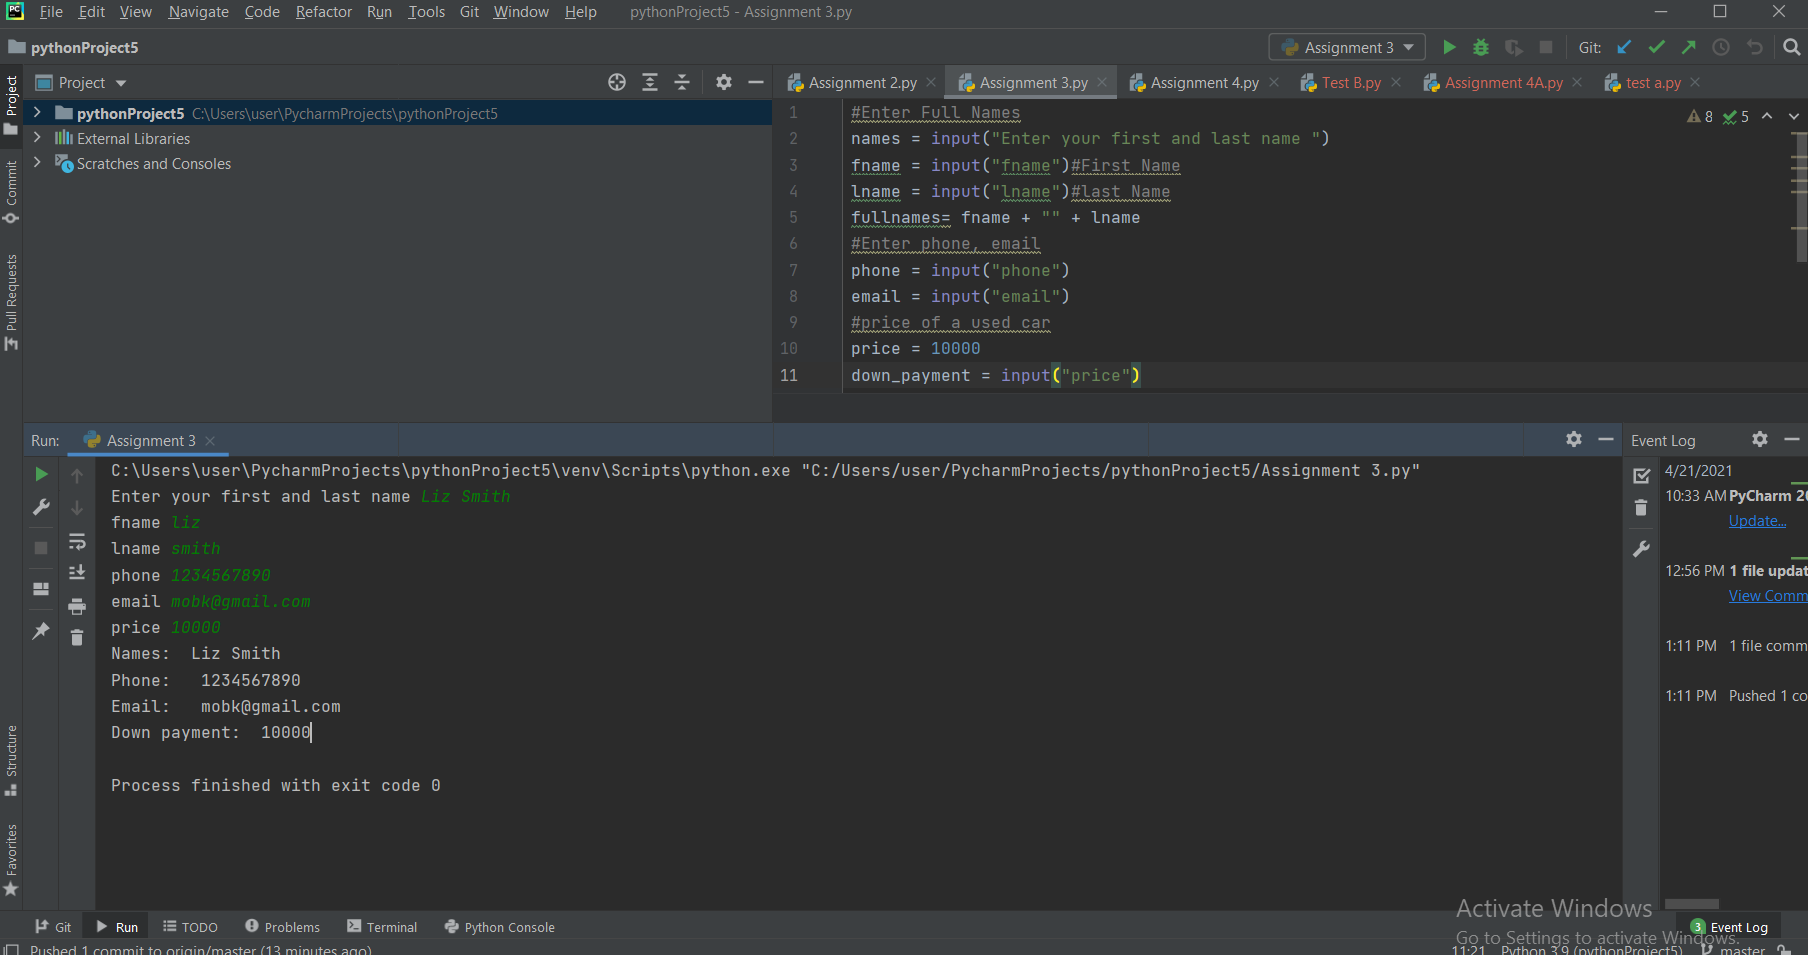 PC File Edit View Navigate Code Refactor Run Tools Git Window Help pythonProject5 - Assignment 3.py
pythonProject5 Assignment 3 Git:
Project Assignment 2.py Assignment 3.py Assignment 4.py Test B.py Assignment 4A.py test a.py
pythonProject5 C:\Users\user\PycharmProjects\pythonProject5
External Libraries
Scratches and Consoles
Project
Commit
Pull Requests
Structure
Favorites
8 5
1 #Enter Full Names
2 names = input("Enter your first and last name ")
3 fname = input("fname")#First Name
4 lname = input("lname")#last Name
5 fullnames= fname + "" + lname
6 #Enter phone, email
7 phone = input("phone")
8 email = input("email")
9 #price of a used car
10 price = 10000
11 down_payment = input("price")
Run: Assignment 3
C:\Users\user\PycharmProjects\pythonProject5\venv\Scripts\python.exe "C:/Users/user/PycharmProjects/pythonProject5/Assignment 3.py"
Enter your first and last name Liz Smith
fname liz
lname smith
phone 1234567890
email mobk@gmail.com
price 10000
Names:  Liz Smith
Phone:   1234567890
Email:   mobk@gmail.com
Down payment:  10000
Process finished with exit code 0
Event Log
4/21/2021
10:33 AM PyCharm 20
Update...
12:56 PM 1 file updat
View Comm
1:11 PM 1 file comm
1:11 PM Pushed 1 co
Activate Windows
Go to Settings to activate Windows.
Git Run TODO Problems Terminal Python Console 3 Event Log
Pushed 1 commit to origin/master (13 minutes ago) 11:21 Python 3.9 (pythonProject5) master